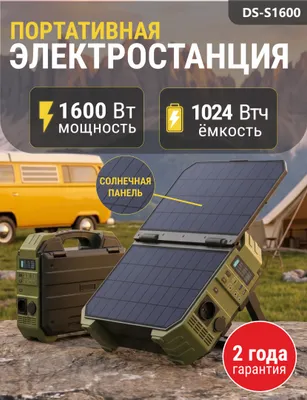 DS-S1600
ПОРТАТИВНАЯ
ЭЛЕКТРОСТАНЦИЯ
1600 Вт
мощность
1024 Втч
ёмкость
СОЛНЕЧНАЯ
ПАНЕЛЬ
2 года
гарантия